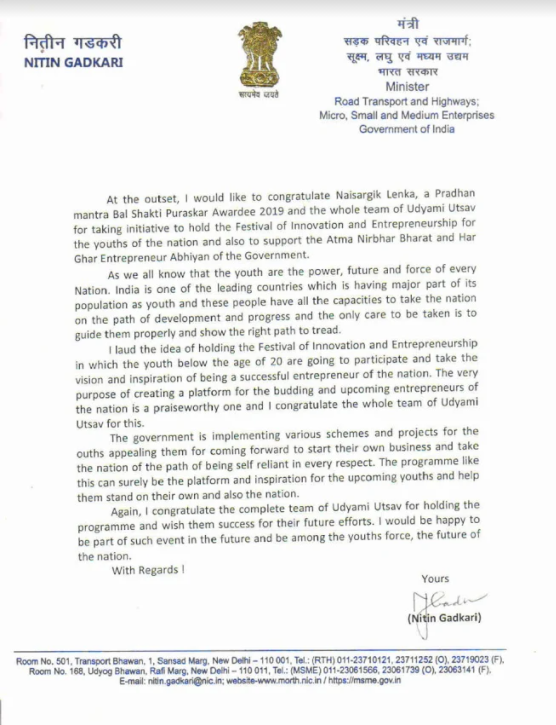 नितीन गडकरी
NITIN GADKARI
सत्यमेव जयते
मंत्री
सड़क परिवहन एवं राजमार्ग;
सूक्ष्म, लघु एवं मध्यम उद्यम
भारत सरकार
Minister
Road Transport and Highways;
Micro, Small and Medium Enterprises
Government of India
At the outset, I would like to congratulate Naisargik Lenka, a Pradhan
mantra Bal Shakti Puraskar Awardee 2019 and the whole team of Udyami Utsav
for taking initiative to hold the Festival of Innovation and Entrepreneurship for
the youths of the nation and also to support the Atma Nirbhar Bharat and Har
Ghar Entrepreneur Abhiyan of the Government.
As we all know that the youth are the power, future and force of every
Nation. India is one of the leading countries which is having major part of its
population as youth and these people have all the capacities to take the nation
on the path of development and progress and the only care to be taken is to
guide them properly and show the right path to tread.
I laud the idea of holding the Festival of Innovation and Entrepreneurship
in which the youth below the age of 20 are going to participate and take the
vision and inspiration of being a successful entrepreneur of the nation. The very
purpose of creating a platform for the budding and upcoming entrepreneurs of
the nation is a praiseworthy one and I congratulate the whole team of Udyami
Utsav for this.
The government is implementing various schemes and projects for the
ouths appealing them for coming forward to start their own business and take
the nation of the path of being self reliant in every respect. The programme like
this can surely be the platform and inspiration for the upcoming youths and help
them stand on their own and also the nation.
Again, I congratulate the complete team of Udyami Utsav for holding the
programme and wish them success for their future efforts. I would be happy to
be part of such event in the future and be among the youths force, the future of
the nation.
With Regards !
Yours
(Nitin Gadkari)
Room No. 501, Transport Bhawan, 1, Sansad Marg, New Delhi – 110 001, Tel.: (RTH) 011-23710121, 23711252 (O), 23719023 (F),
Room No. 168, Udyog Bhawan, Rafi Marg, New Delhi – 110 011, Tel.: (MSME) 011-23061566, 23061739 (O), 23063141 (F),
E-mail: nitin.gadkari@nic.in; website-www.morth.nic.in / https://msme.gov.in